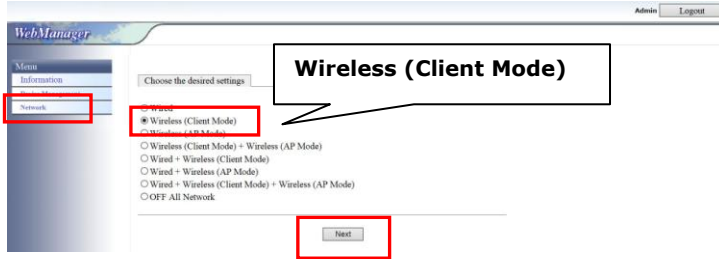 Admin Logout
WebManager
Menu
Information
Device Management
Network
Choose the desired settings
Wireless (Client Mode)
Wired
Wireless (Client Mode)
Wireless (AP Mode)
Wireless (Client Mode) + Wireless (AP Mode)
Wired + Wireless (Client Mode)
Wired + Wireless (AP Mode)
Wired + Wireless (Client Mode) + Wireless (AP Mode)
OFF All Network
Next